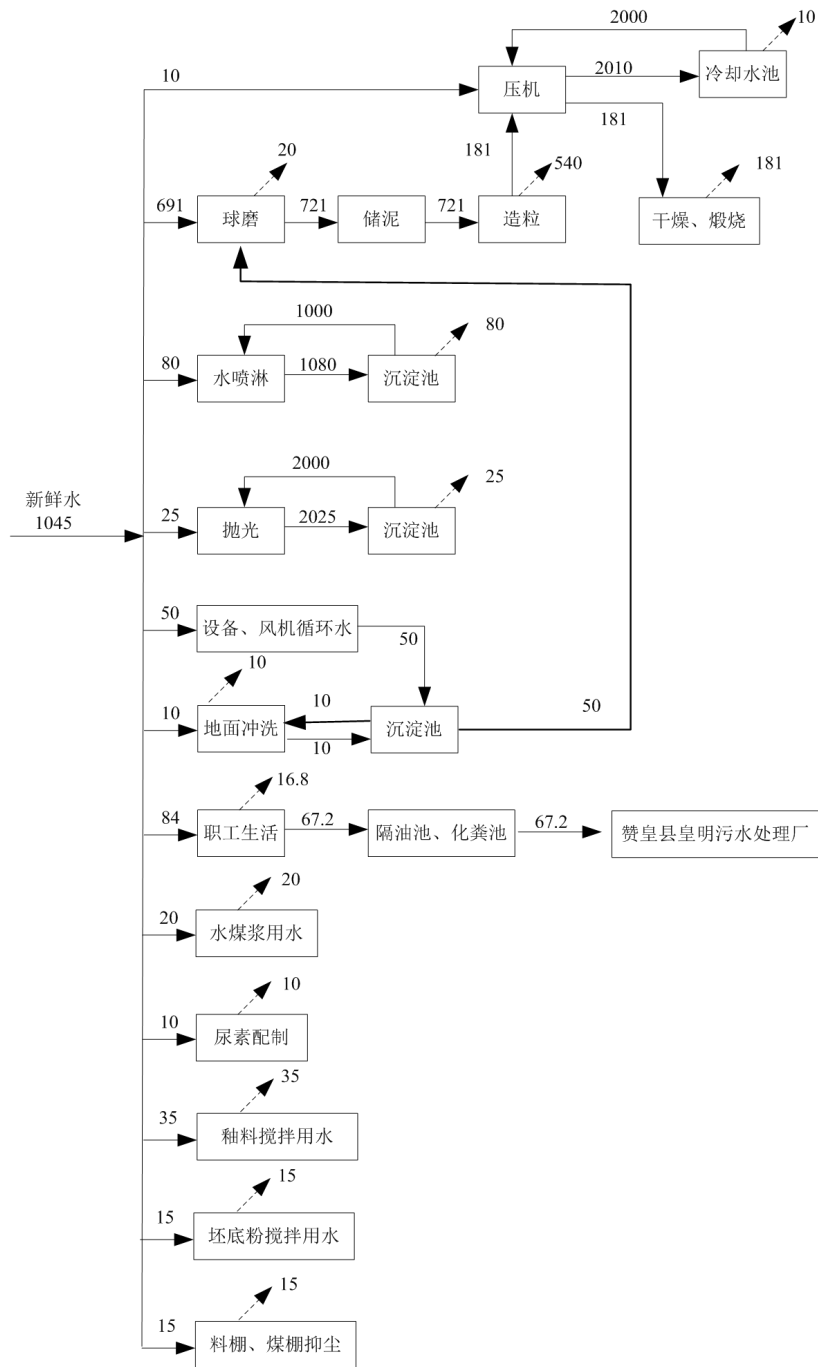 2000
10
10
压机
2010
冷却水池
181
181
20
540
181
691
球磨
721
储泥
721
造粒
干燥、煅烧
1000
80
80
水喷淋
1080
沉淀池
2000
25
新鲜水
1045
25
抛光
2025
沉淀池
50
设备、风机循环水
50
10
10
地面冲洗
10
10
沉淀池
50
16.8
84
职工生活
67.2
隔油池、化粪池
67.2
赞皇县皇明污水处理厂
20
20
水煤浆用水
10
10
尿素配制
35
35
釉料搅拌用水
15
15
坯底粉搅拌用水
15
15
料棚、煤棚抑尘